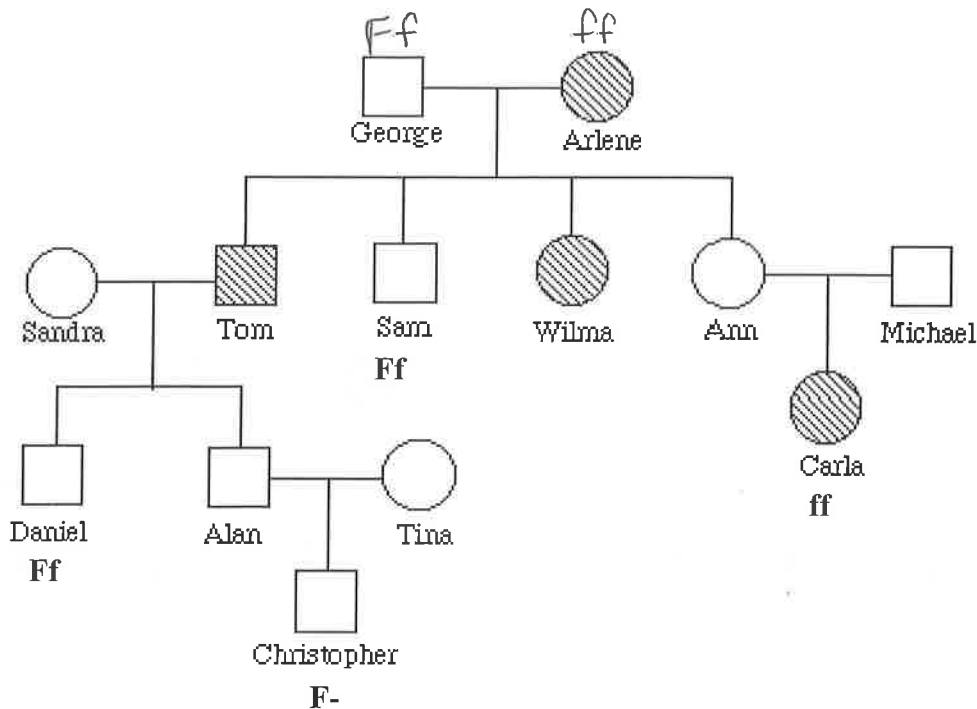 Ff ff
George Arlene
Sandra Tom Sam Wilma Ann Michael
Ff
Carla
ff
Daniel Alan Tina
Ff
Christopher
F-